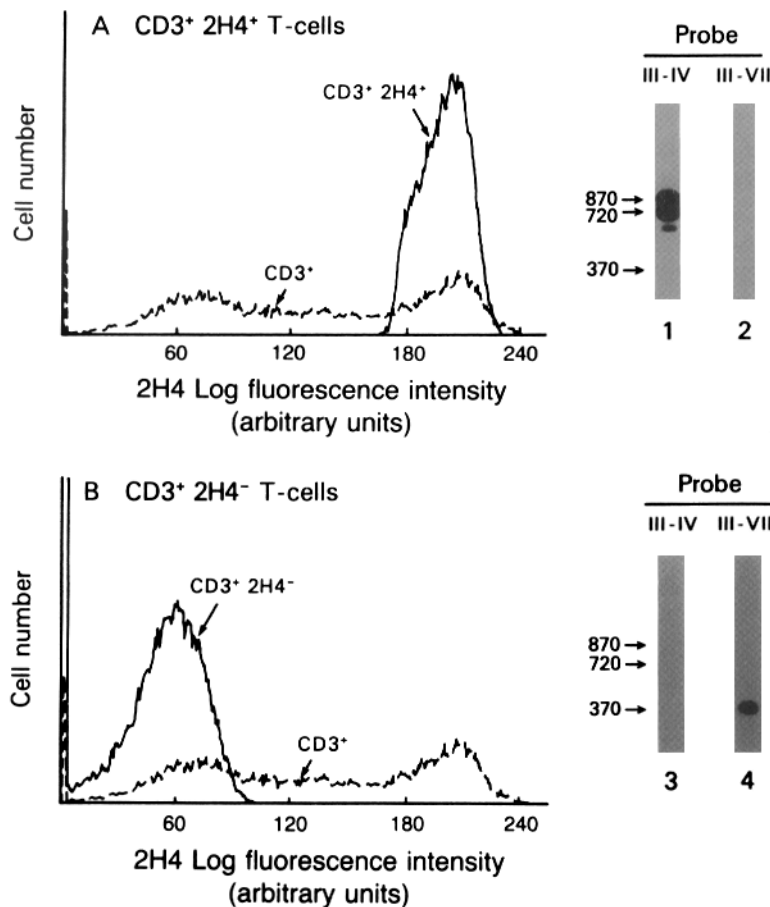 A CD3⁺ 2H4⁺ T-cells
Cell number
CD3⁺ 2H4⁺
CD3⁺
60 120 180 240
2H4 Log fluorescence intensity
(arbitrary units)
Probe
III-IV III-VII
870
720
370
1 2
B CD3⁺ 2H4⁻ T-cells
Cell number
CD3⁺ 2H4⁻
CD3⁺
60 120 180 240
2H4 Log fluorescence intensity
(arbitrary units)
Probe
III-IV III-VII
870
720
370
3 4